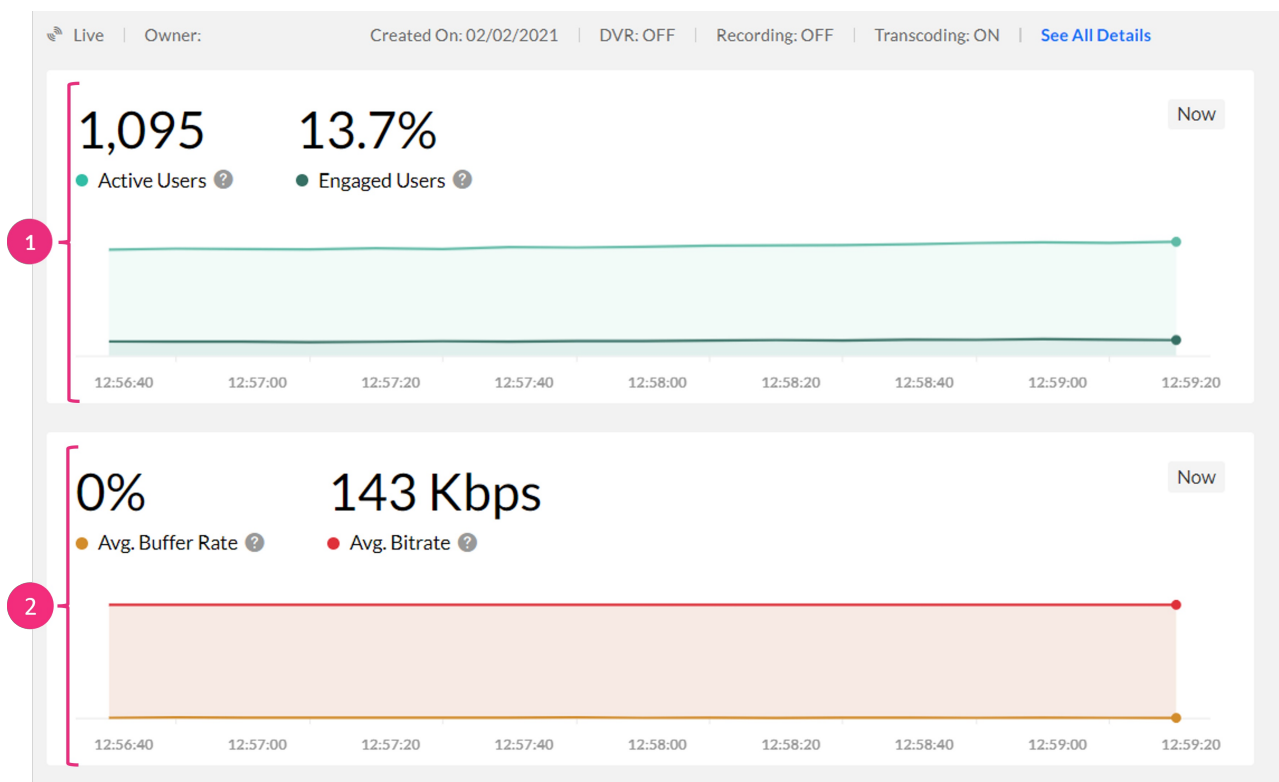 Live | Owner: Created On: 02/02/2021 | DVR: OFF | Recording: OFF | Transcoding: ON | See All Details
1,095 13.7% Now
Active Users ? Engaged Users ?
1
12:56:40 12:57:00 12:57:20 12:57:40 12:58:00 12:58:20 12:58:40 12:59:00 12:59:20
0% 143 Kbps Now
Avg. Buffer Rate ? Avg. Bitrate ?
2
12:56:40 12:57:00 12:57:20 12:57:40 12:58:00 12:58:20 12:58:40 12:59:00 12:59:20